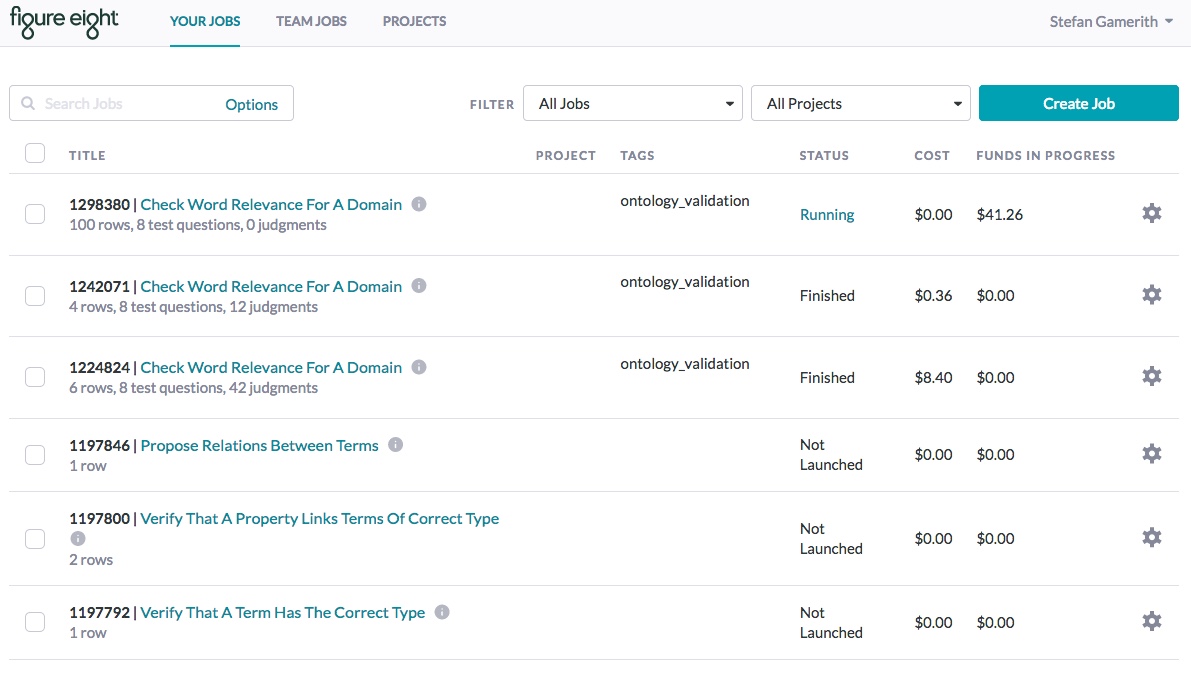 figure eight YOUR JOBS TEAM JOBS PROJECTS Stefan Gamerith
Search Jobs Options FILTER All Jobs All Projects Create Job
TITLE PROJECT TAGS STATUS COST FUNDS IN PROGRESS
1298380 | Check Word Relevance For A Domain ontology_validation
100 rows, 8 test questions, 0 judgments Running $0.00 $41.26
1242071 | Check Word Relevance For A Domain ontology_validation
4 rows, 8 test questions, 12 judgments Finished $0.36 $0.00
1224824 | Check Word Relevance For A Domain ontology_validation
6 rows, 8 test questions, 42 judgments Finished $8.40 $0.00
1197846 | Propose Relations Between Terms Not
1 row Launched $0.00 $0.00
1197800 | Verify That A Property Links Terms Of Correct Type
Not
2 rows Launched $0.00 $0.00
1197792 | Verify That A Term Has The Correct Type Not
1 row Launched $0.00 $0.00